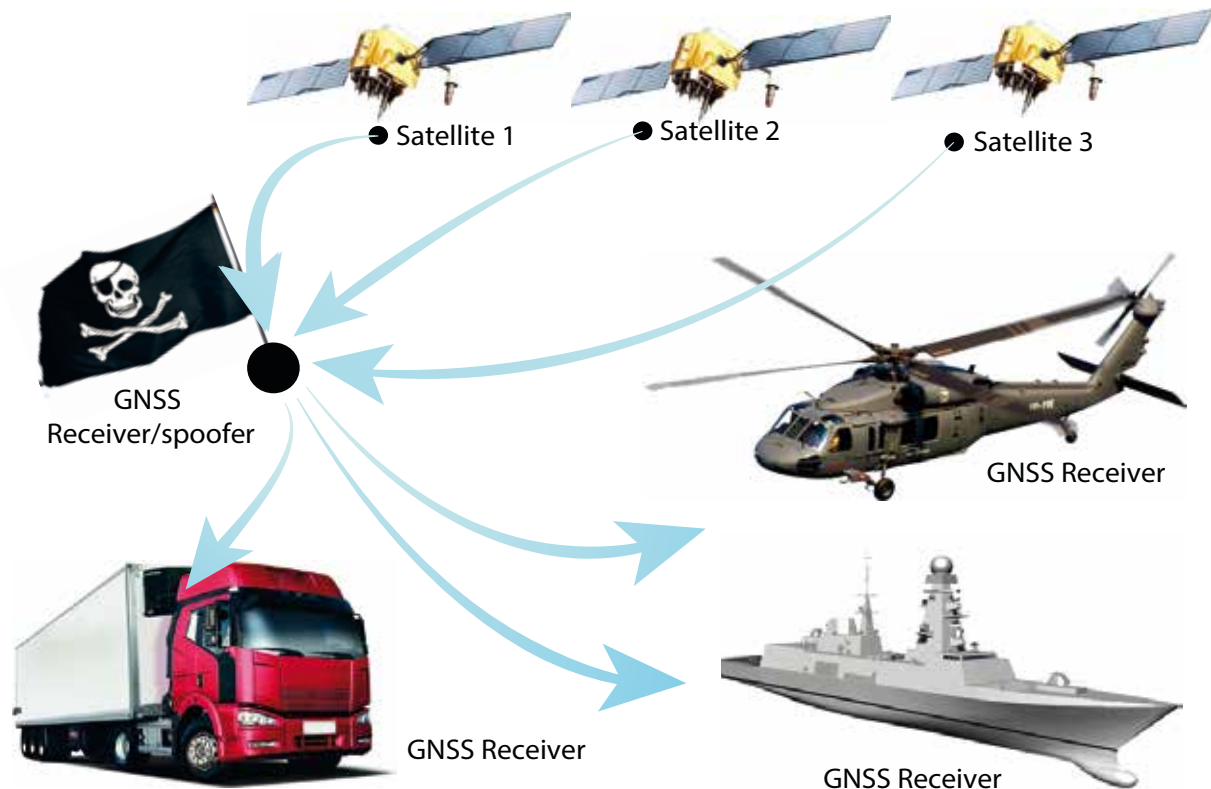 Satellite 1
Satellite 2
Satellite 3
GNSS
Receiver/spoofer
GNSS Receiver
GNSS Receiver
GNSS Receiver